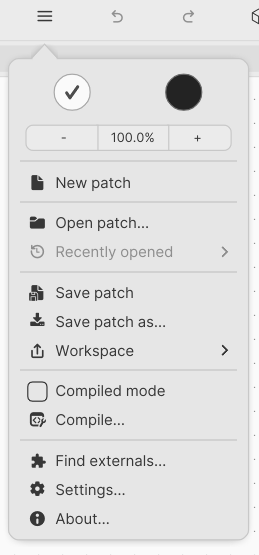 - 100.0% +
New patch
Open patch...
Recently opened
Save patch
Save patch as...
Workspace
Compiled mode
Compile...
Find externals...
Settings...
About...